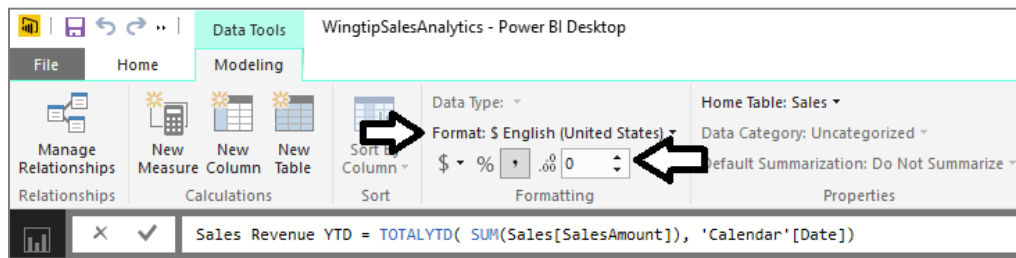 Data Tools WingtipSalesAnalytics - Power BI Desktop
File Home Modeling
Data Type: Home Table: Sales
Format: $ English (United States) Data Category: Uncategorized
Manage Relationships New Measure New Column New Table Sort By Column $ % , .00 0 Default Summarization: Do Not Summarize
Relationships Calculations Sort Formatting Properties
Sales Revenue YTD = TOTALYTD( SUM(Sales[SalesAmount]), 'Calendar'[Date])